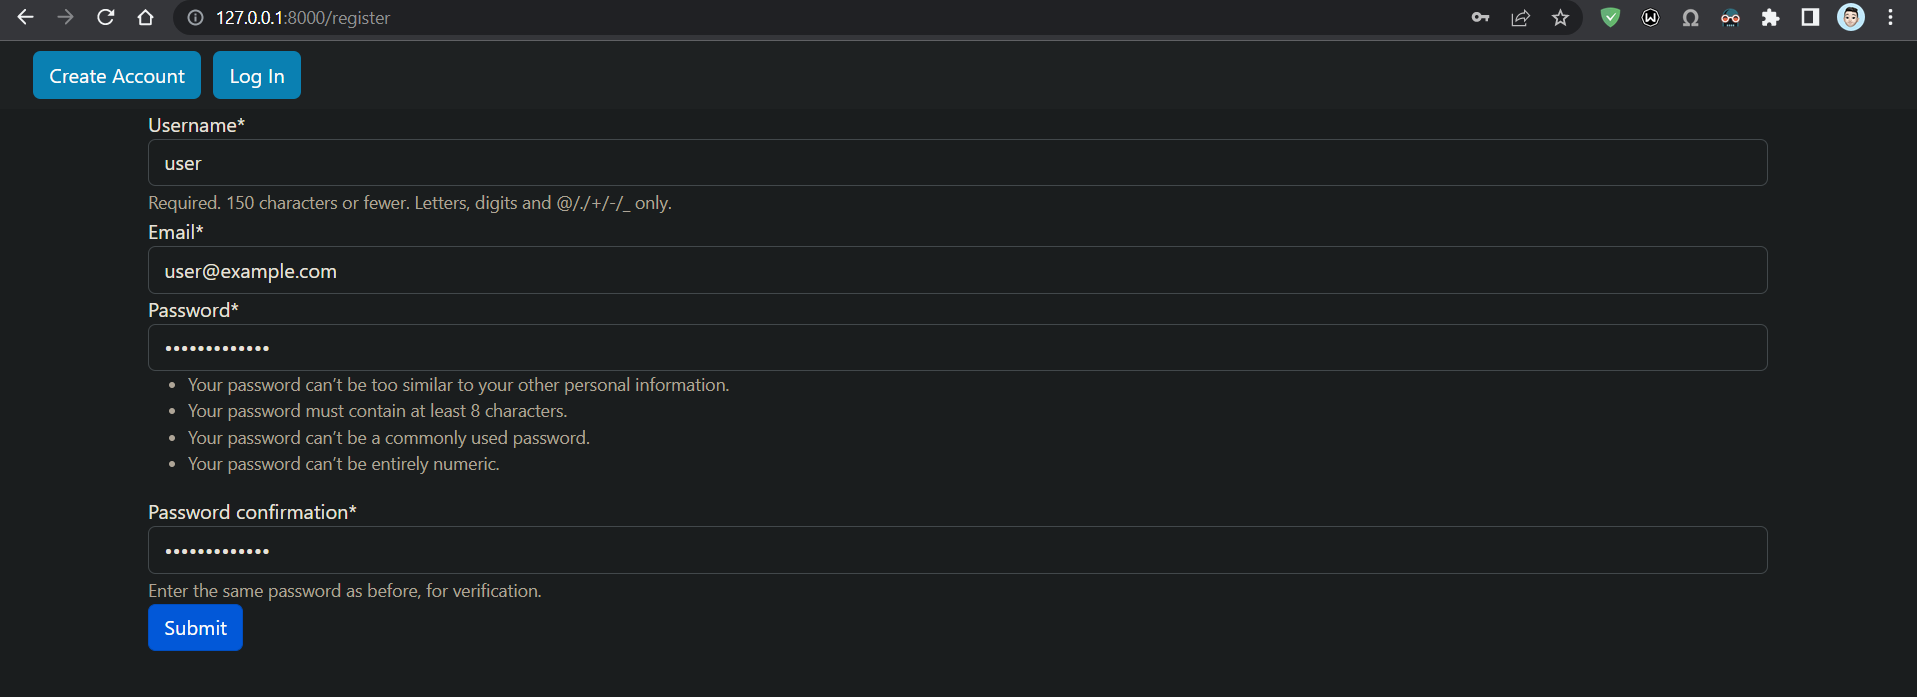 127.0.0.1:8000/register
Create Account Log In
Username*
user
Required. 150 characters or fewer. Letters, digits and @/./+/-/_ only.
Email*
user@example.com
Password*
•••••••••••••
• Your password can’t be too similar to your other personal information.
• Your password must contain at least 8 characters.
• Your password can’t be a commonly used password.
• Your password can’t be entirely numeric.
Password confirmation*
•••••••••••••
Enter the same password as before, for verification.
Submit